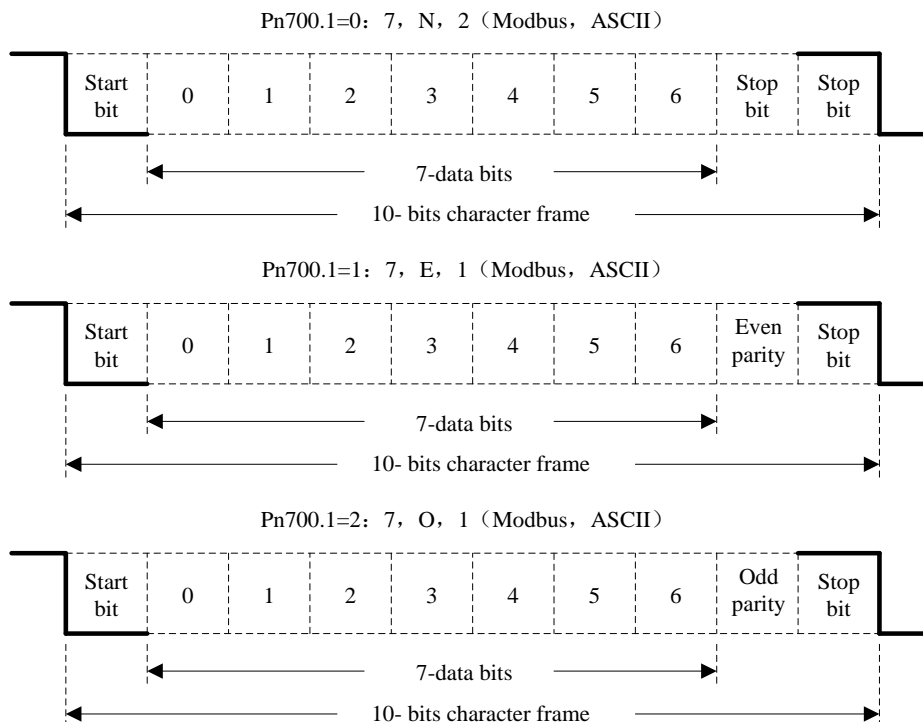 Pn700.1=0：7，N，2（Modbus，ASCII）
Start bit 0 1 2 3 4 5 6 Stop bit Stop bit
7-data bits
10- bits character frame
Pn700.1=1：7，E，1（Modbus，ASCII）
Start bit 0 1 2 3 4 5 6 Even parity Stop bit
7-data bits
10- bits character frame
Pn700.1=2：7，O，1（Modbus，ASCII）
Start bit 0 1 2 3 4 5 6 Odd parity Stop bit
7-data bits
10- bits character frame